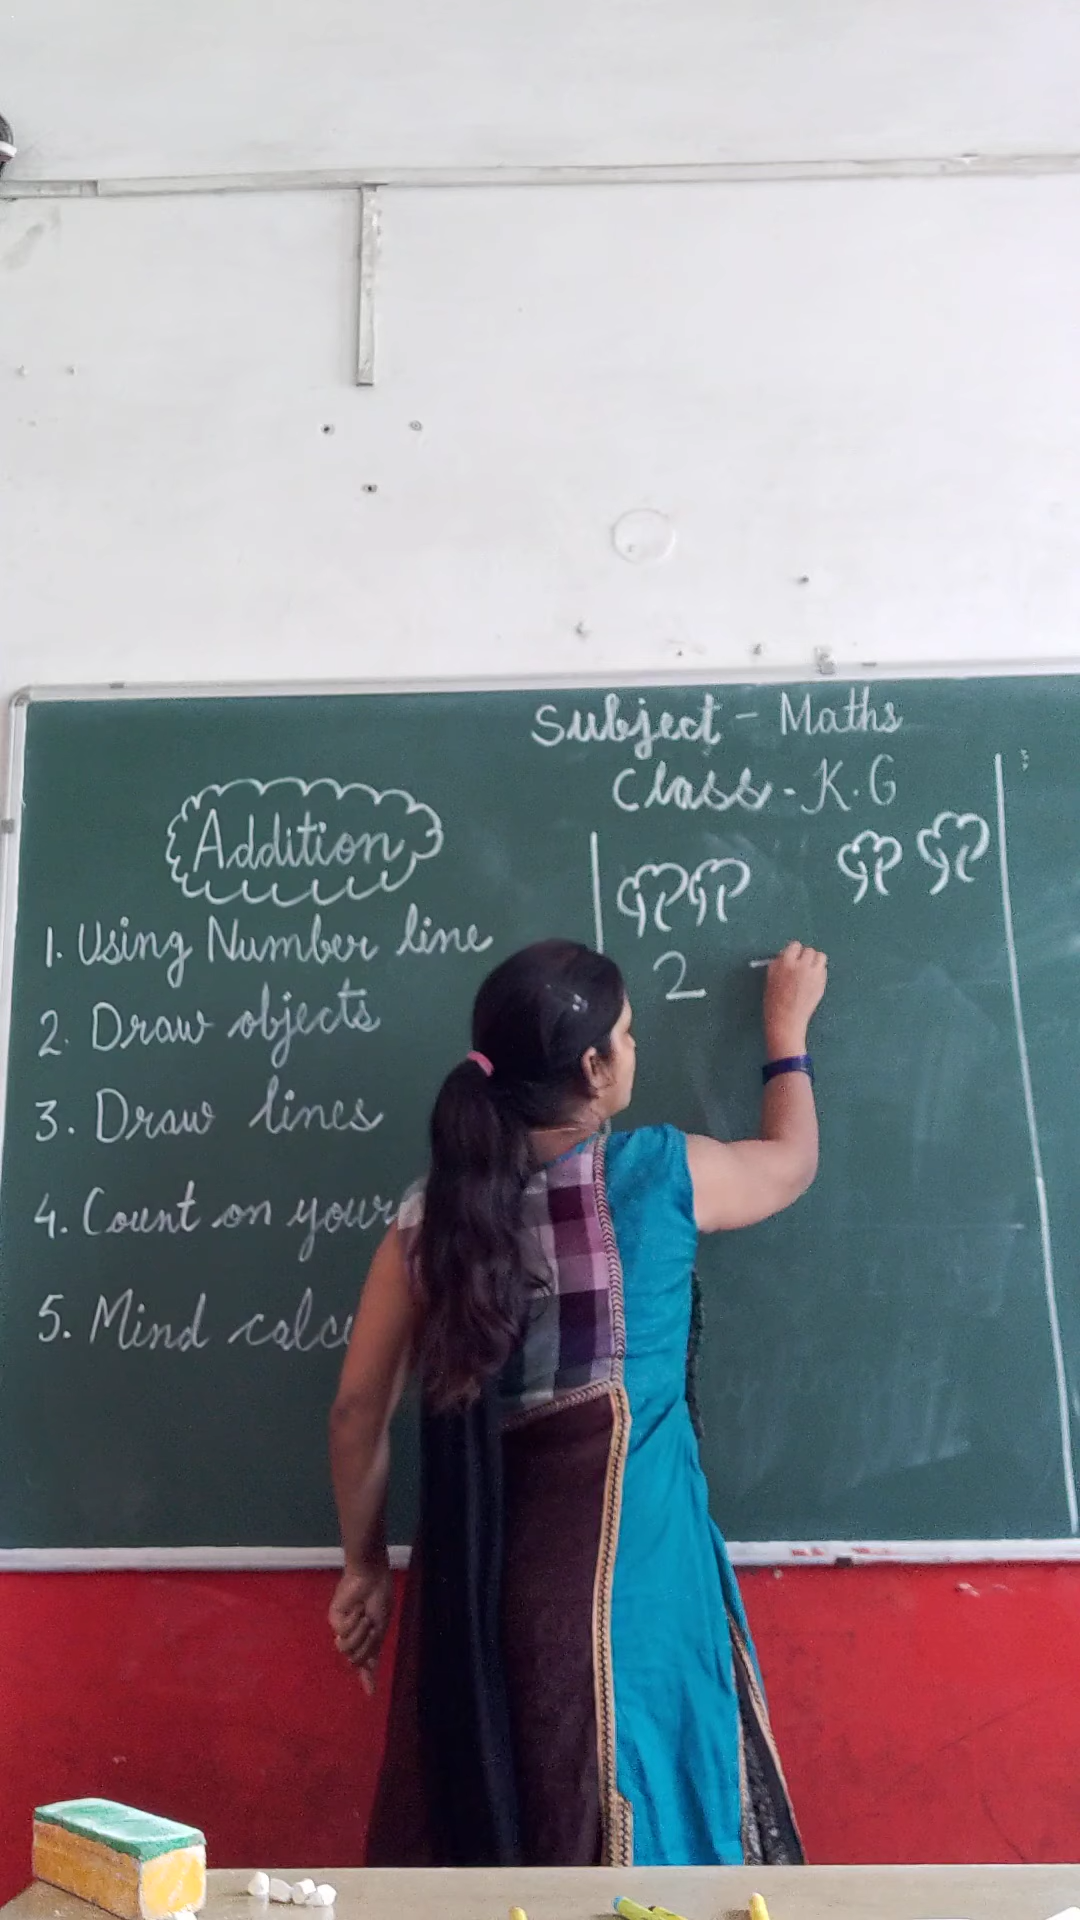 Subject - Maths
Class - K.G
Addition
1. Using Number line
2. Draw objects
3. Draw lines
4. Count on your
5. Mind
2